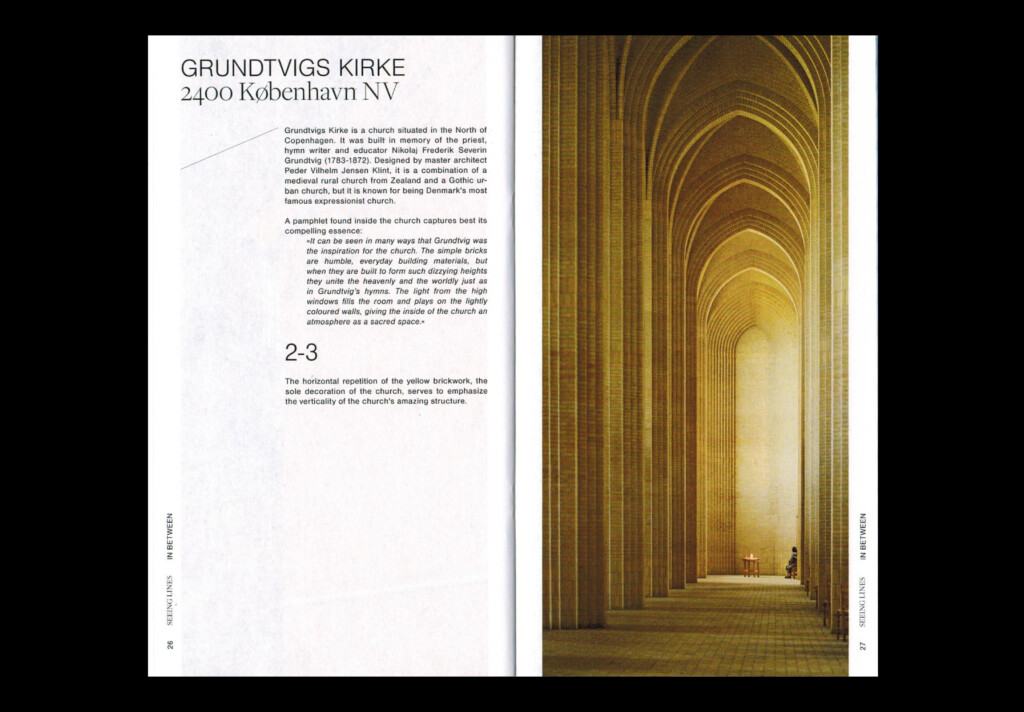 GRUNDTVIGS KIRKE
2400 København NV
Grundtvigs Kirke is a church situated in the North of
Copenhagen. It was built in memory of the priest,
hymn writer and educator Nikolaj Frederik Severin
Grundtvig (1783-1872). Designed by master architect
Peder Vilhelm Jensen Klint, it is a combination of a
medieval rural church from Zealand and a Gothic ur-
ban church, but it is known for being Denmark's most
famous expressionist church.
A pamphlet found inside the church captures best its
compelling essence:
»It can be seen in many ways that Grundtvig was
the inspiration for the church. The simple bricks
are humble, everyday building materials, but
when they are built to form such dizzying heights
they unite the heavenly and the worldly just as
in Grundtvig's hymns. The light from the high
windows fills the room and plays on the lightly
coloured walls, giving the inside of the church an
atmosphere as a sacred space.«
2-3
The horizontal repetition of the yellow brickwork, the
sole decoration of the church, serves to emphasize
the verticality of the church's amazing structure.
26 SEEING LINES IN BETWEEN
27 SEEING LINES IN BETWEEN